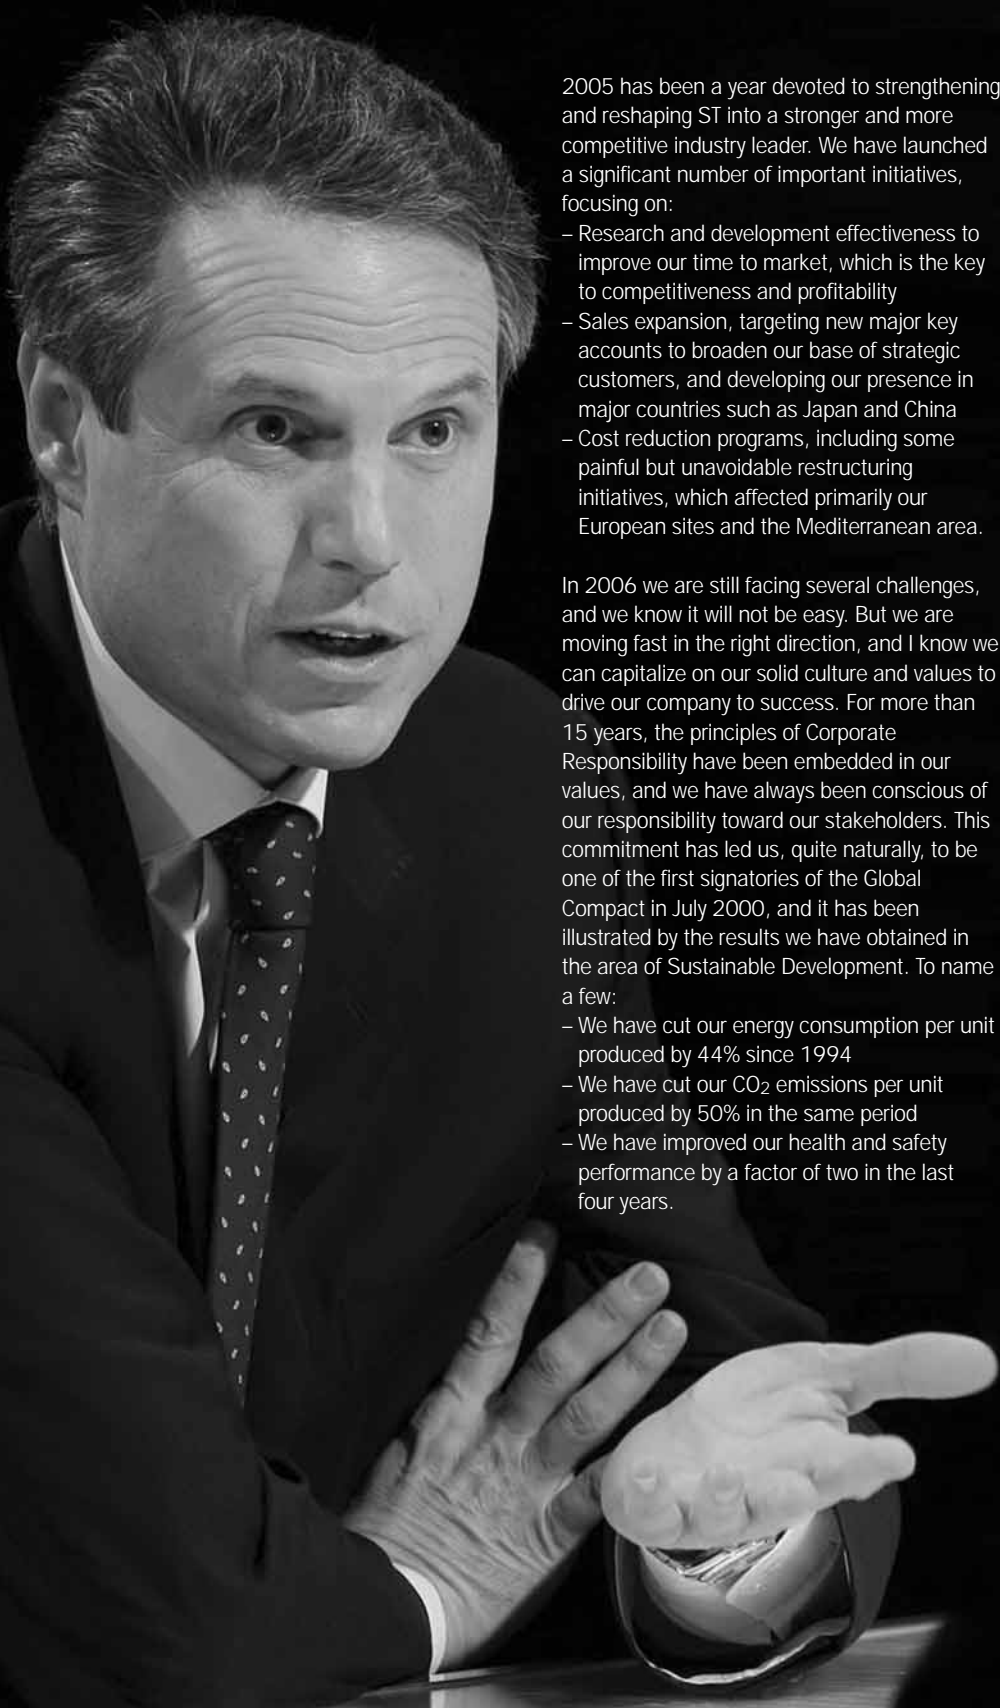 2005 has been a year devoted to strengthening
and reshaping ST into a stronger and more
competitive industry leader. We have launched
a significant number of important initiatives,
focusing on:
– Research and development effectiveness to
improve our time to market, which is the key
to competitiveness and profitability
– Sales expansion, targeting new major key
accounts to broaden our base of strategic
customers, and developing our presence in
major countries such as Japan and China
– Cost reduction programs, including some
painful but unavoidable restructuring
initiatives, which affected primarily our
European sites and the Mediterranean area.
In 2006 we are still facing several challenges,
and we know it will not be easy. But we are
moving fast in the right direction, and I know we
can capitalize on our solid culture and values to
drive our company to success. For more than
15 years, the principles of Corporate
Responsibility have been embedded in our
values, and we have always been conscious of
our responsibility toward our stakeholders. This
commitment has led us, quite naturally, to be
one of the first signatories of the Global
Compact in July 2000, and it has been
illustrated by the results we have obtained in
the area of Sustainable Development. To name
a few:
– We have cut our energy consumption per unit
produced by 44% since 1994
– We have cut our CO₂ emissions per unit
produced by 50% in the same period
– We have improved our health and safety
performance by a factor of two in the last
four years.